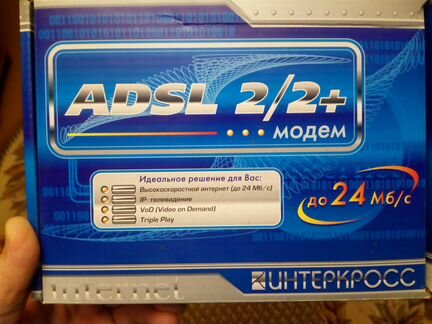 ADSL 2/2+
модем
Идеальное решение для Вас:
Высокоскоростной интернет (до 24 Мб/с)
IP-телевидение
VoD (Video on Demand)
Triple Play
до 24 Мб/с
Internet
ИНТЕРКРОСС